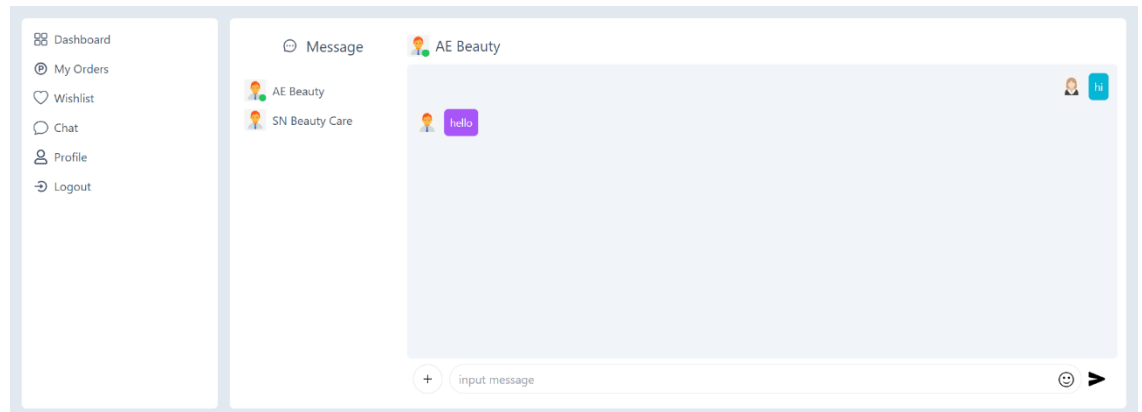 Dashboard
My Orders
Wishlist
Chat
Profile
Logout
Message
AE Beauty
SN Beauty Care
AE Beauty
hi
hello
input message